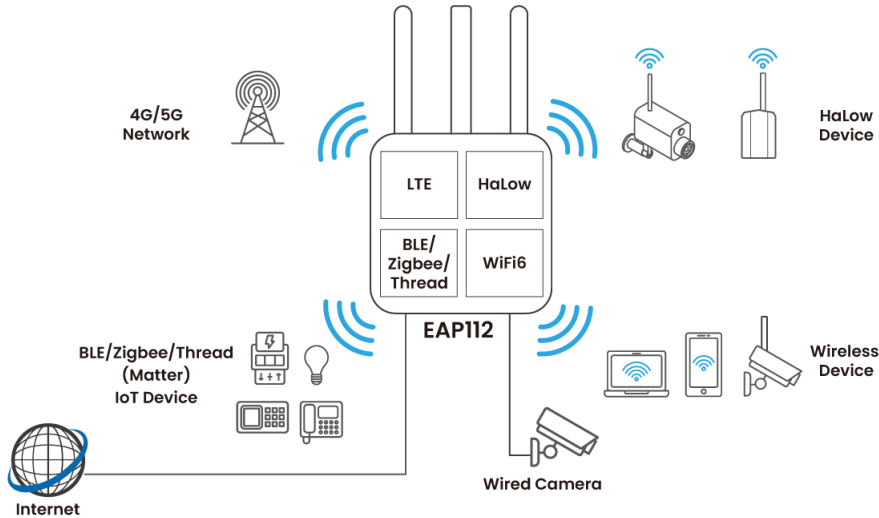 4G/5G
Network
HaLow
Device
LTE
HaLow
BLE/
Zigbee/
Thread
WiFi6
EAP112
BLE/Zigbee/Thread
(Matter)
IoT Device
Wireless
Device
Wired Camera
Internet